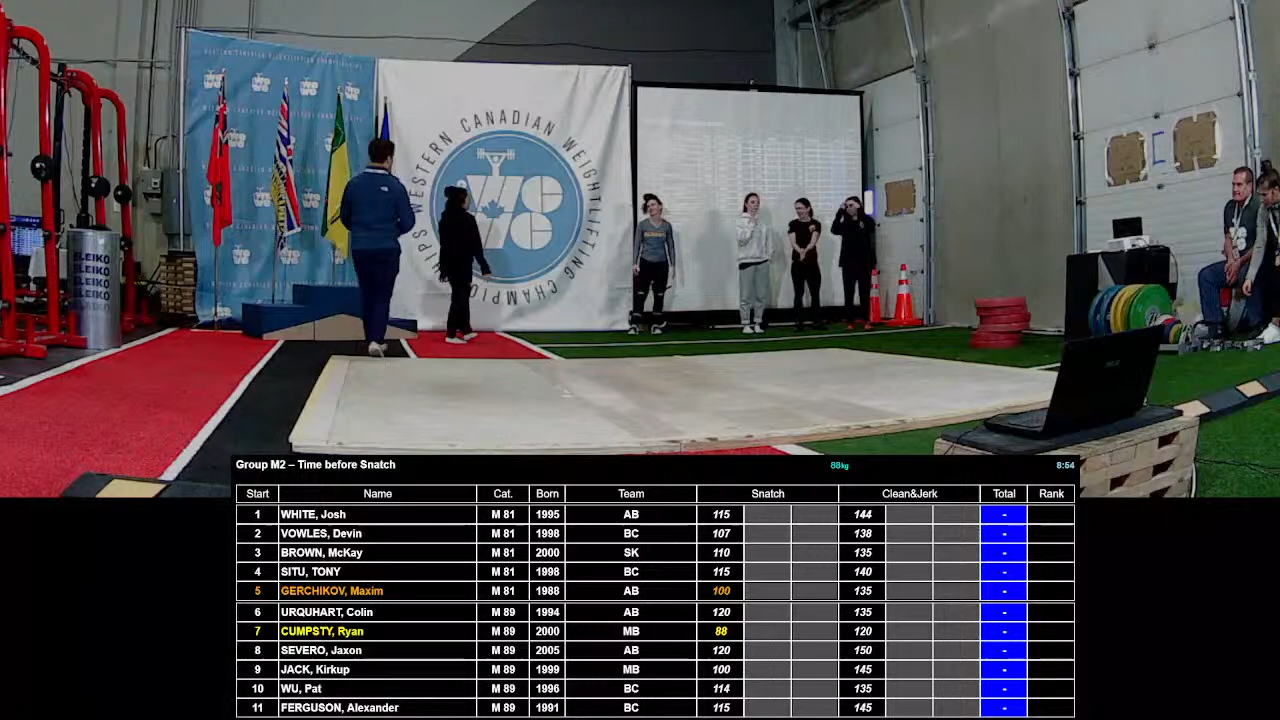 WESTERN CANADIAN WEIGHTLIFTING CHAMPIONSHIPS
WC
WC
BLEIKO
ELEIKO
ELEIKO
Group M2 – Time before Snatch 88kg 8:54
Start Name Cat. Born Team Snatch Clean&Jerk Total Rank
1 WHITE, Josh M 81 1995 AB 115 144 -
2 VOWLES, Devin M 81 1998 BC 107 138 -
3 BROWN, McKay M 81 2000 SK 110 135 -
4 SITU, TONY M 81 1998 BC 115 140 -
5 GERCHIKOV, Maxim M 81 1988 AB 100 135 -
6 URQUHART, Colin M 89 1994 AB 120 135 -
7 CUMPSTY, Ryan M 89 2000 MB 88 120 -
8 SEVERO, Jaxon M 89 2005 AB 120 150 -
9 JACK, Kirkup M 89 1999 MB 100 145 -
10 WU, Pat M 89 1996 BC 114 135 -
11 FERGUSON, Alexander M 89 1991 BC 115 145 -